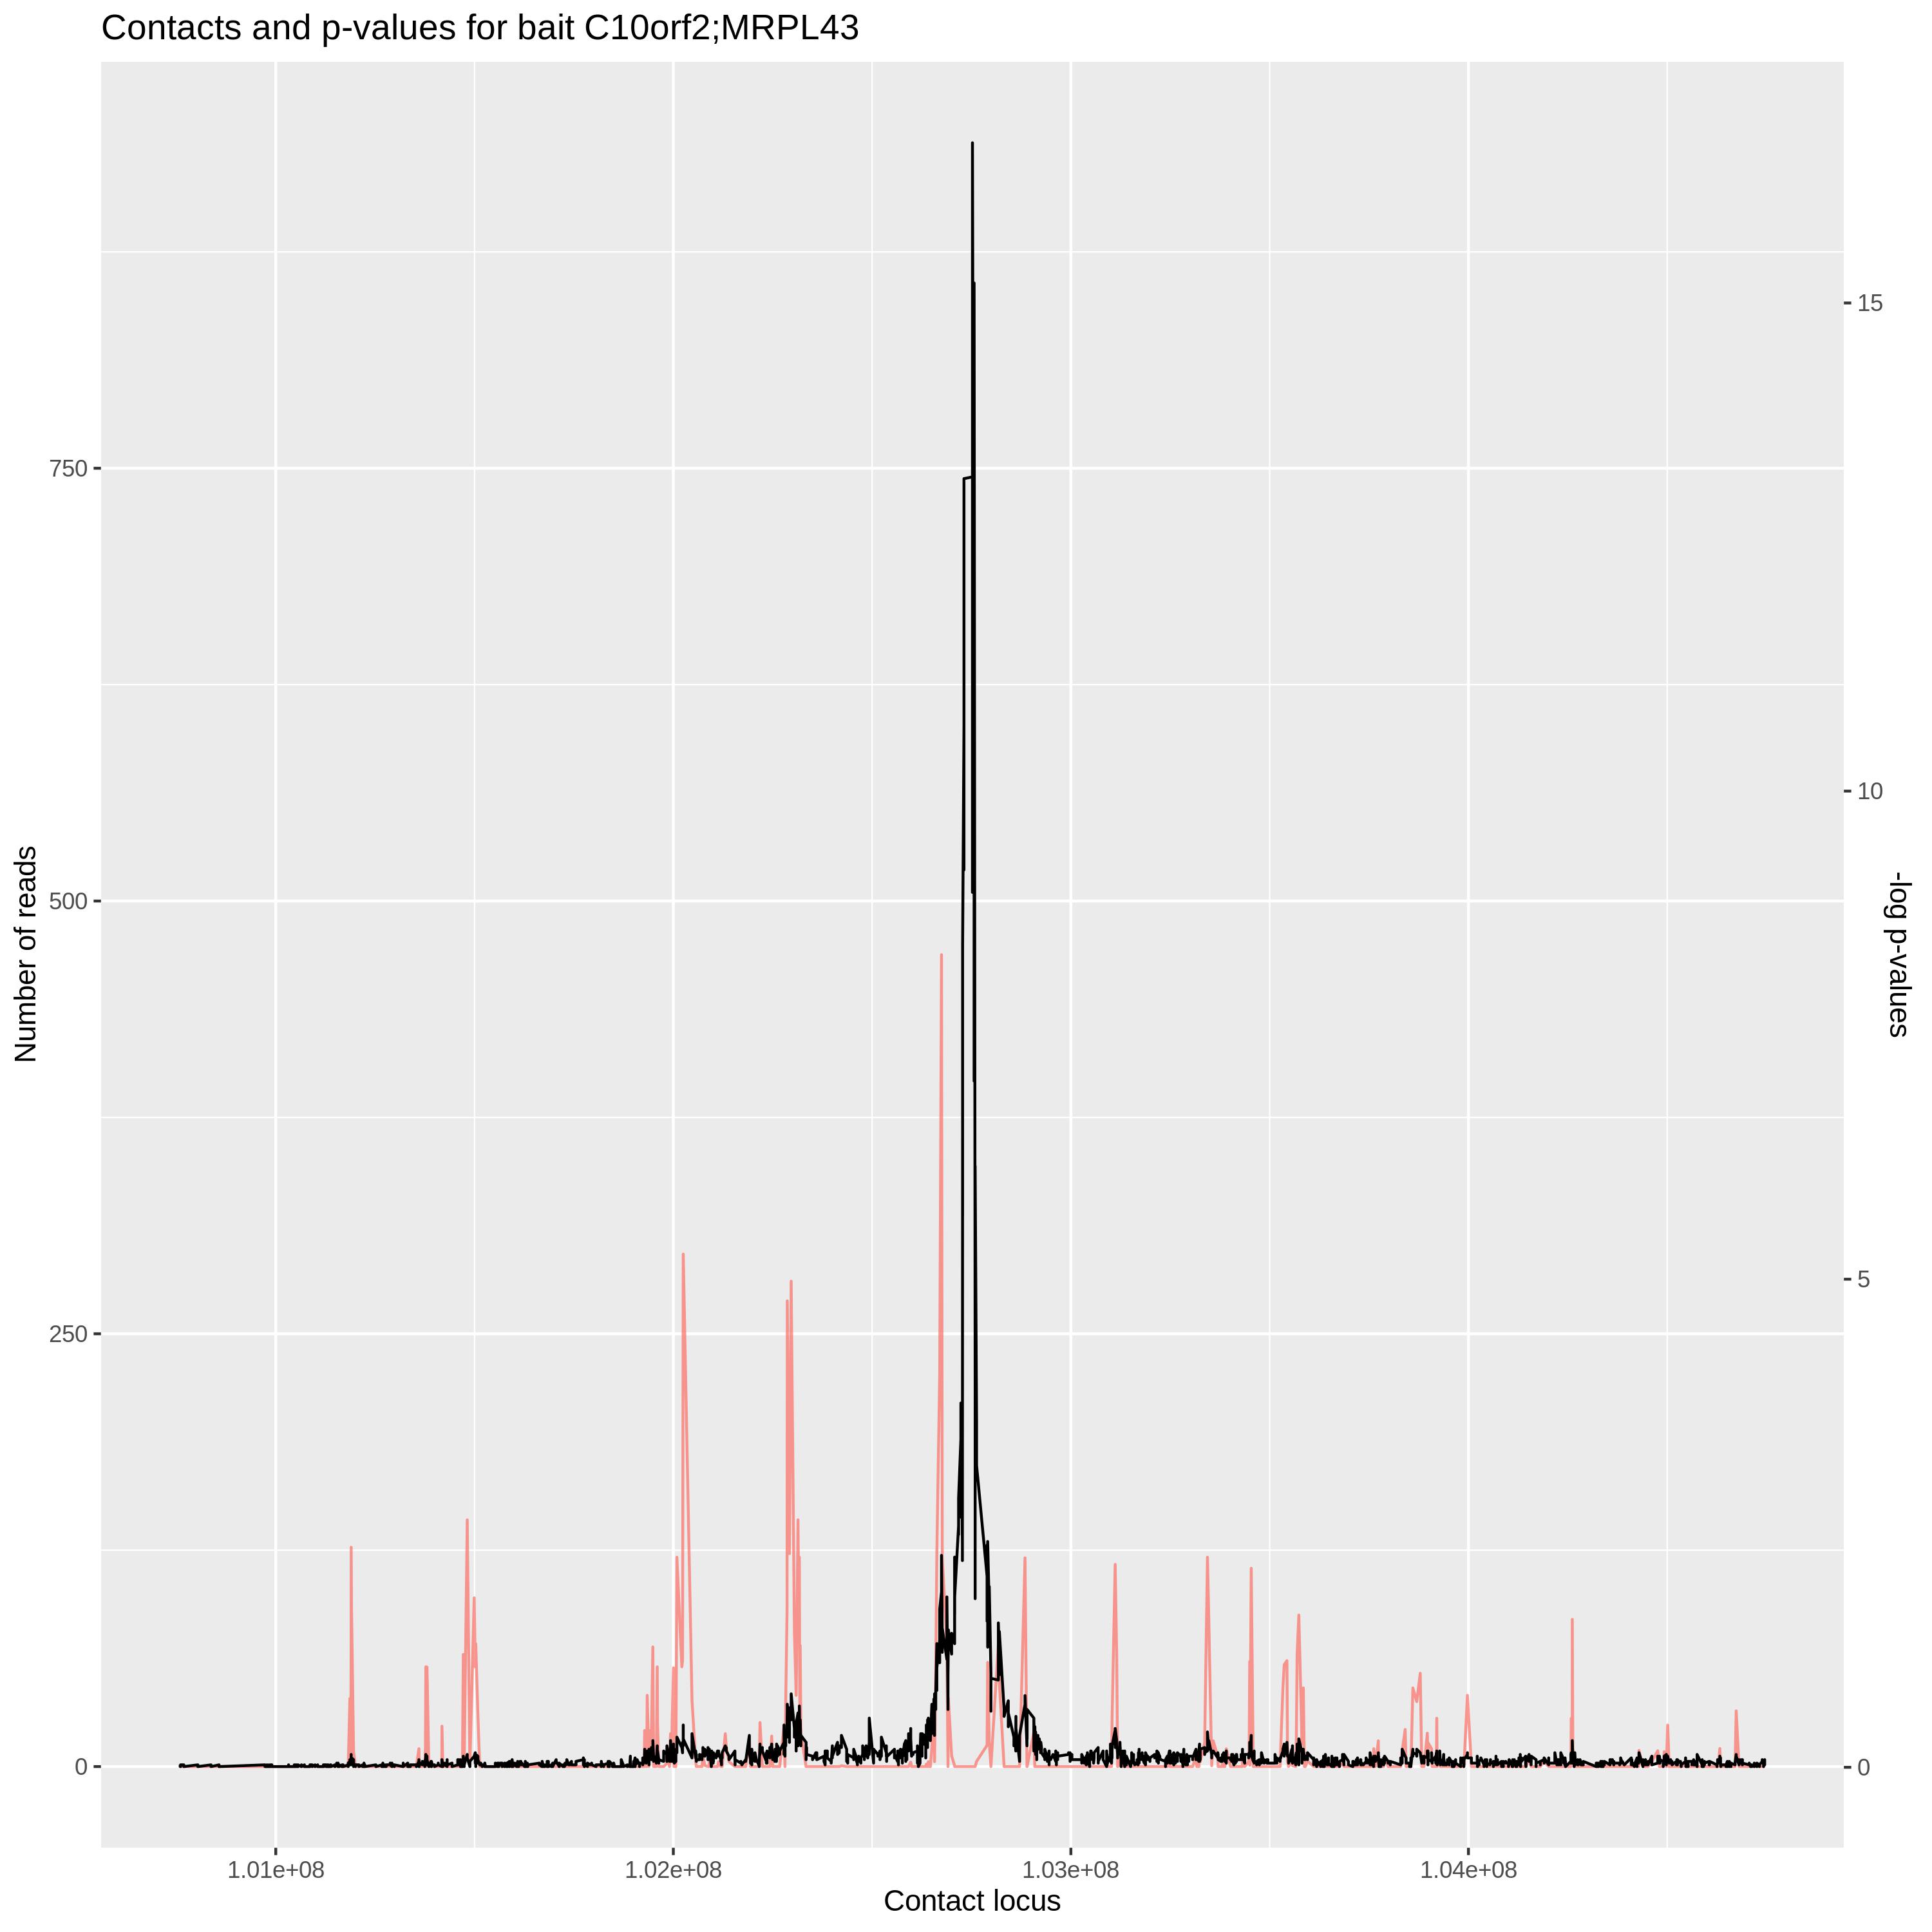 Contacts and p-values for bait C10orf2;MRPL43
Number of reads
750
500
250
0
15
10
5
0
-log p-values
1.01e+08
1.02e+08
1.03e+08
1.04e+08
Contact locus